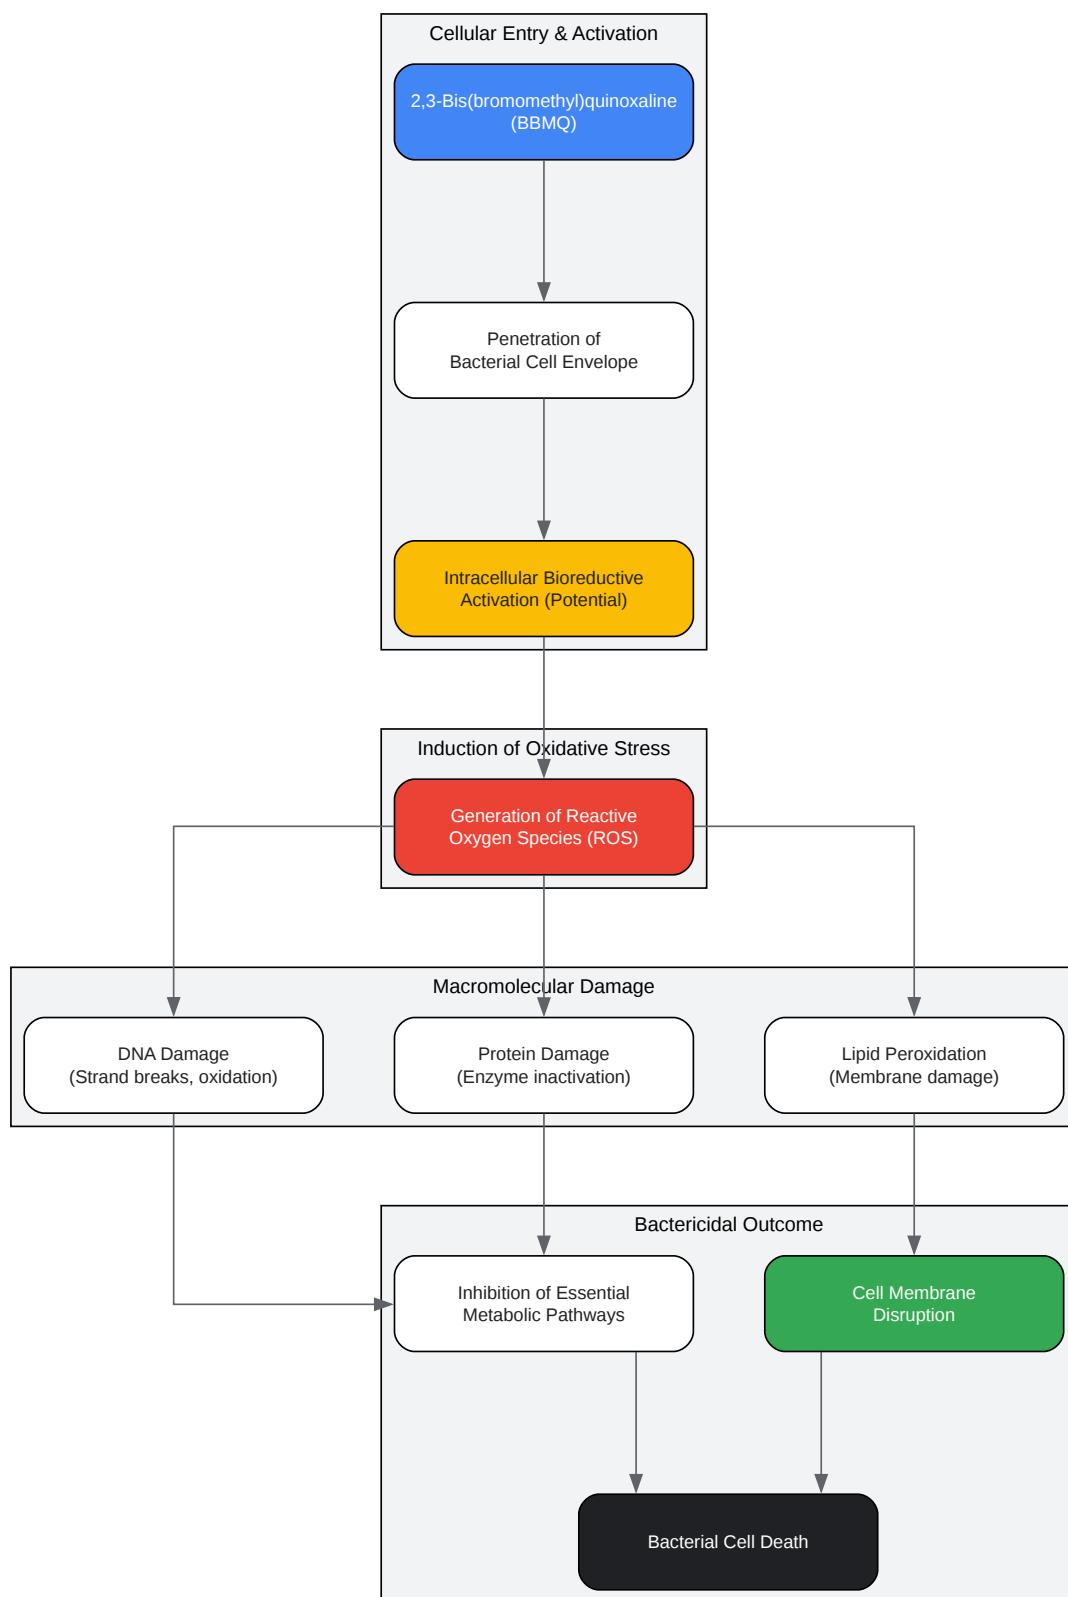 Cellular Entry & Activation
2,3-Bis(bromomethyl)quinoxaline
(BBMQ)
Penetration of
Bacterial Cell Envelope
Intracellular Bioreductive
Activation (Potential)
Induction of Oxidative Stress
Generation of Reactive
Oxygen Species (ROS)
Macromolecular Damage
DNA Damage
(Strand breaks, oxidation)
Protein Damage
(Enzyme inactivation)
Lipid Peroxidation
(Membrane damage)
Bactericidal Outcome
Inhibition of Essential
Metabolic Pathways
Cell Membrane
Disruption
Bacterial Cell Death